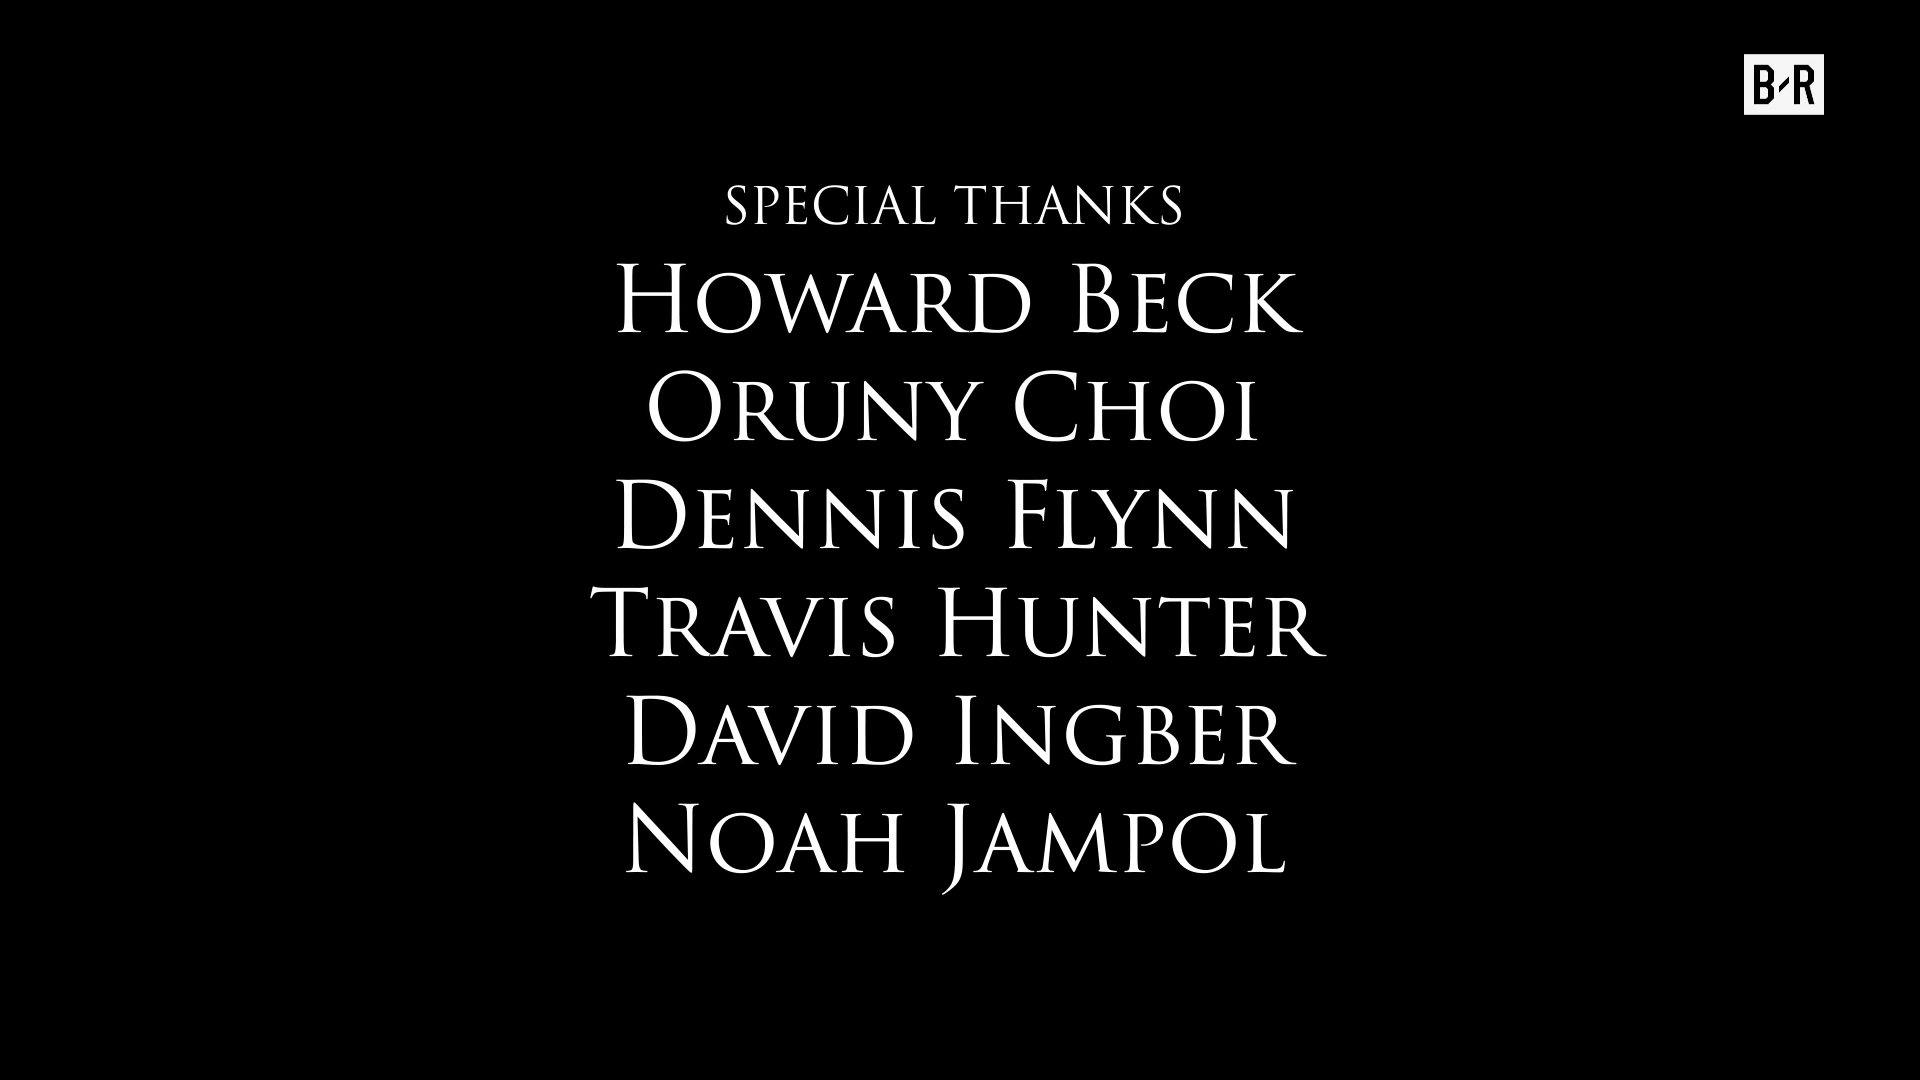 B/R
SPECIAL THANKS
HOWARD BECK
ORUNY CHOI
DENNIS FLYNN
TRAVIS HUNTER
DAVID INGBER
NOAH JAMPOL